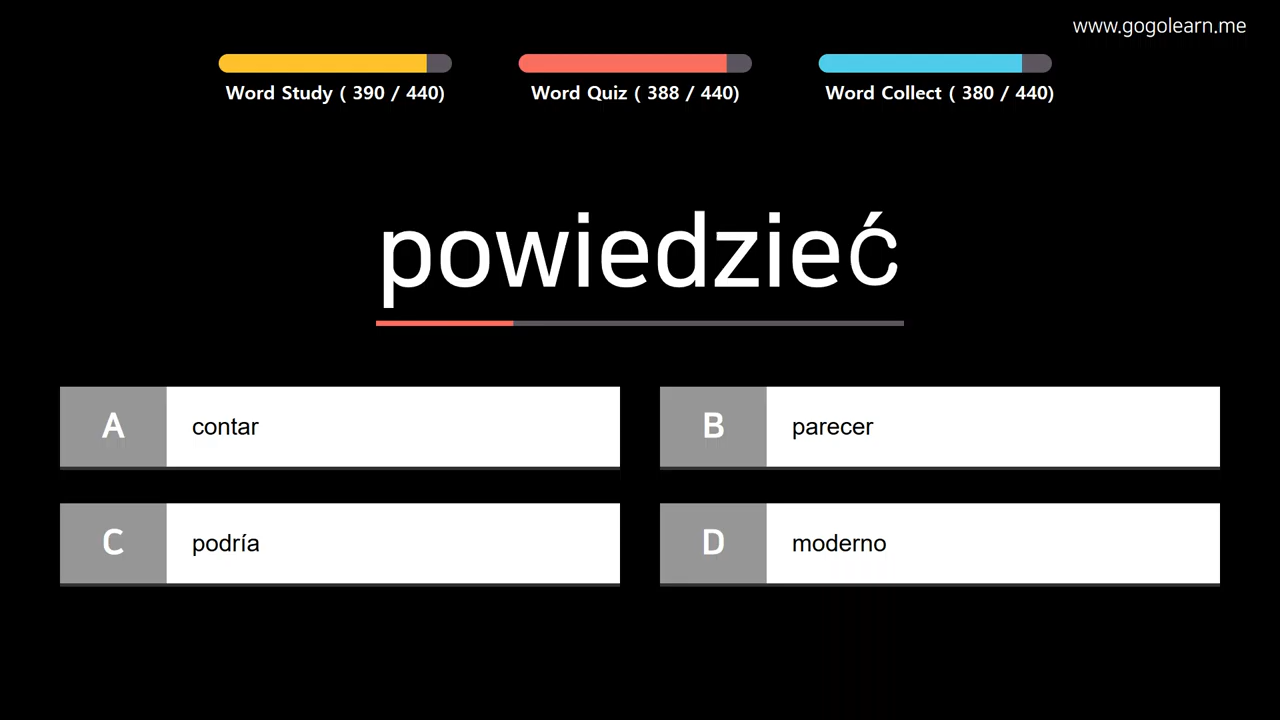 www.gogolearn.me
Word Study ( 390 / 440)
Word Quiz ( 388 / 440)
Word Collect ( 380 / 440)
powiedzieć
A contar
B parecer
C podría
D moderno